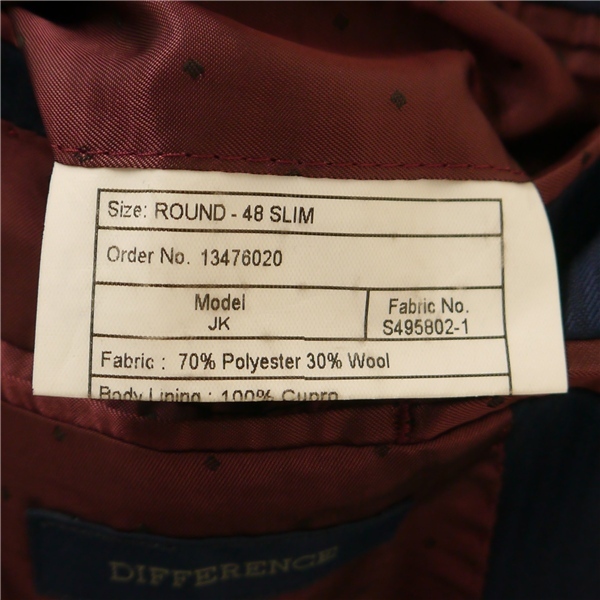 Size: ROUND - 48 SLIM
Order No. 13476020
Model
JK
Fabric No.
S495802-1
Fabric : 70% Polyester 30% Wool
Body Lining : 100% Cupro
DIFFERENCE